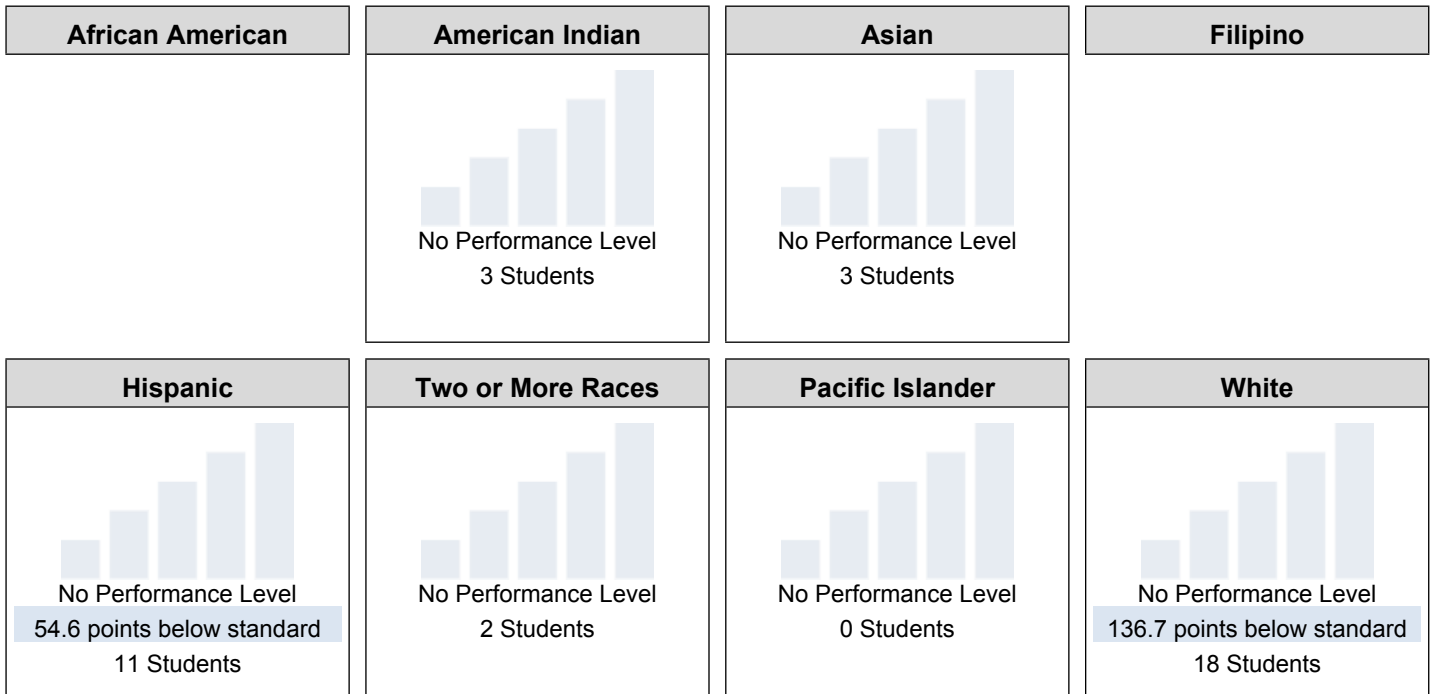 African American
American Indian
Asian
Filipino
No Performance Level
3 Students
No Performance Level
3 Students
Hispanic
Two or More Races
Pacific Islander
White
No Performance Level
54.6 points below standard
11 Students
No Performance Level
2 Students
No Performance Level
0 Students
No Performance Level
136.7 points below standard
18 Students